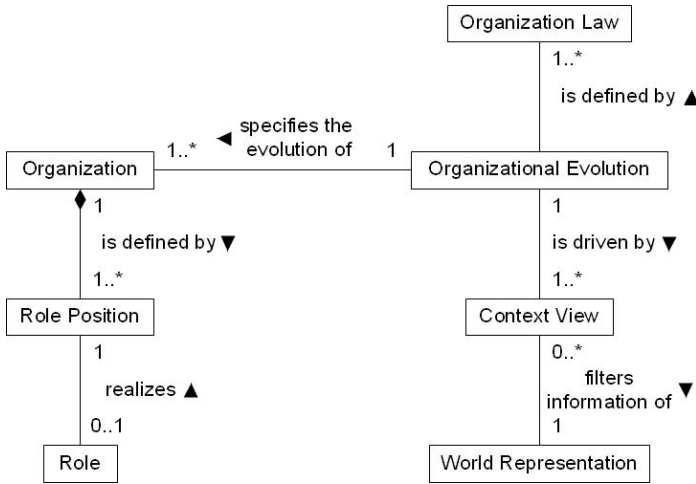 Organization Law
1..*
is defined by ▲
specifies the
◄ evolution of
1..*
1
Organization
Organizational Evolution
1
1
is defined by ▼
is driven by ▼
1..*
1..*
Role Position
Context View
1
0..*
realizes ▲
filters
information of ▼
0..1
1
Role
World Representation